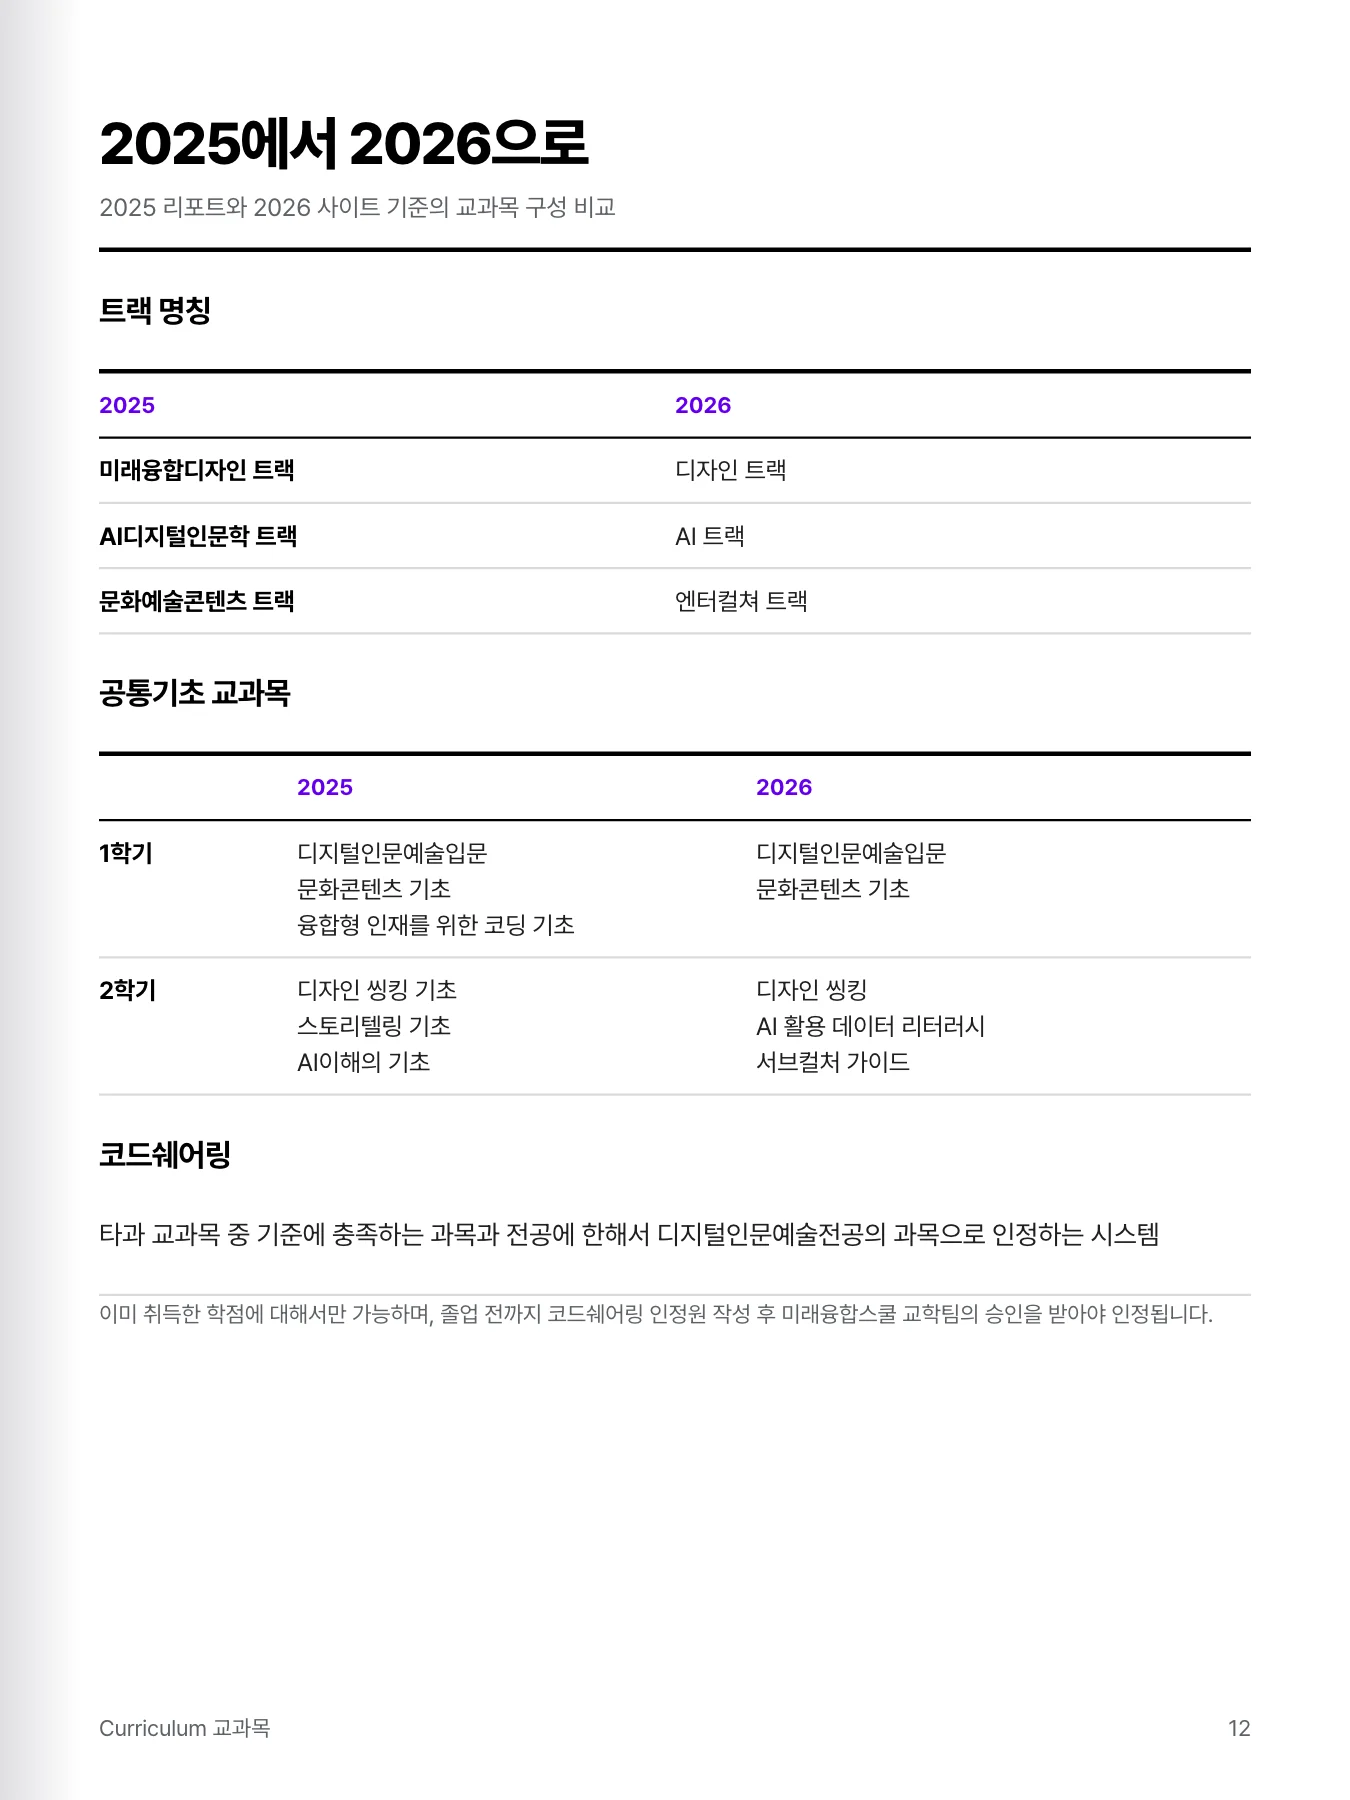 2025에서 2026으로
2025 리포트와 2026 사이트 기준의 교과목 구성 비교
트랙 명칭
2025 2026
미래융합디자인 트랙 디자인 트랙
AI디지털인문학 트랙 AI 트랙
문화예술콘텐츠 트랙 엔터컬쳐 트랙
공통기초 교과목
2025 2026
1학기 디지털인문예술입문 디지털인문예술입문
문화콘텐츠 기초 문화콘텐츠 기초
융합형 인재를 위한 코딩 기초
2학기 디자인 씽킹 기초 디자인 씽킹
스토리텔링 기초 AI 활용 데이터 리터러시
AI이해의 기초 서브컬처 가이드
코드쉐어링
타과 교과목 중 기준에 충족하는 과목과 전공에 한해서 디지털인문예술전공의 과목으로 인정하는 시스템
이미 취득한 학점에 대해서만 가능하며, 졸업 전까지 코드쉐어링 인정원 작성 후 미래융합스쿨 교학팀의 승인을 받아야 인정됩니다.
Curriculum 교과목 12